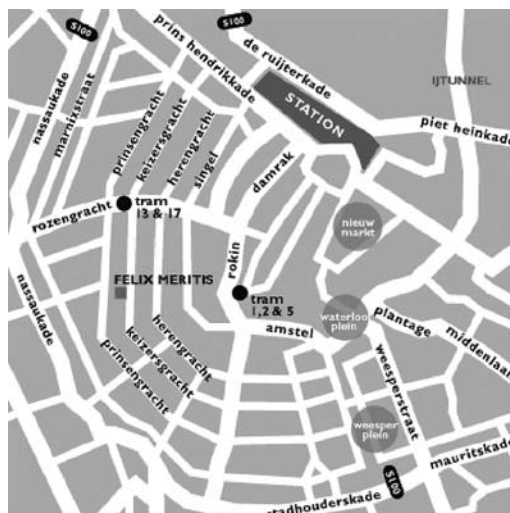 S100
S100
prins hendrikkade
de ruijterkade
IJTUNNEL
nassaukade
marnixstraat
STATION
piet heinkade
prinsengracht
keizersgracht
herengracht
singel
damrak
rozengracht
tram
13 & 17
nieuw
markt
rokin
FELIX MERITIS
nassaukade
tram
1,2 & 5
amstel
waterloo
plein
plantage
middenlaan
herengracht
keizersgracht
prinsengracht
weesperstraat
weesper
plein
mauritskade
S100
stadhouderskade